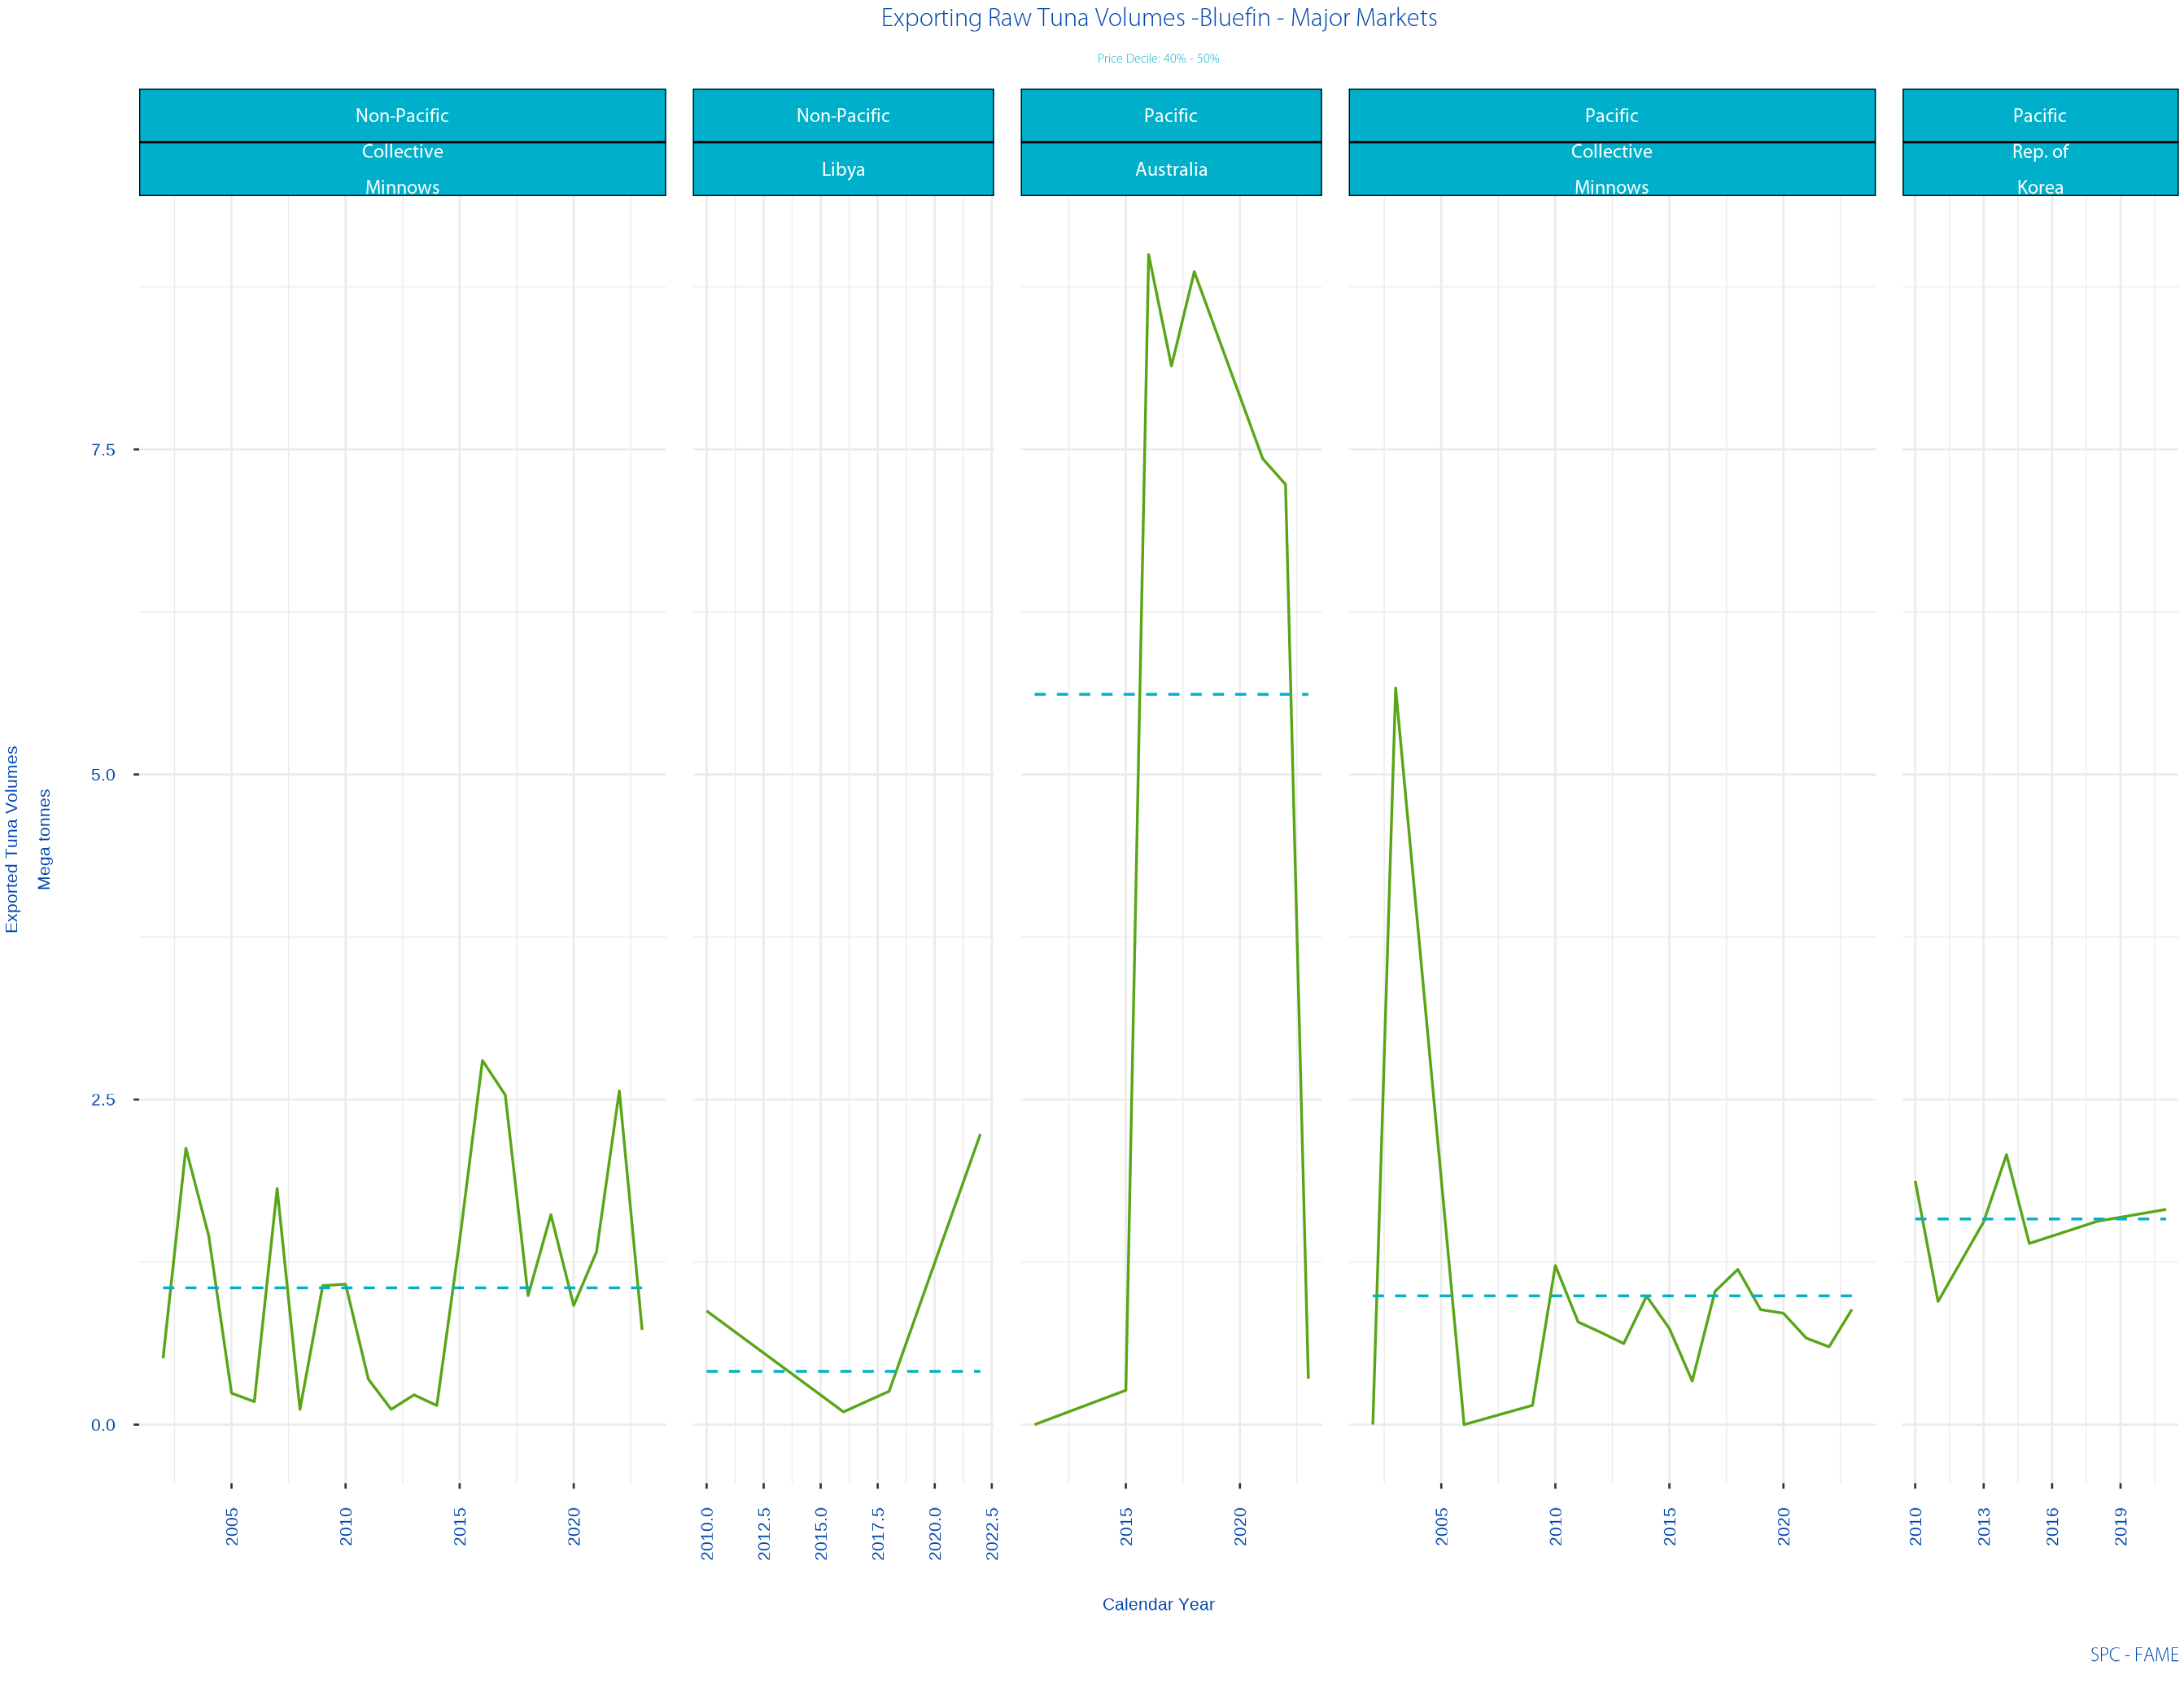 Exporting Raw Tuna Volumes -Bluefin - Major Markets
Price Decile: 40% - 50%
Non-Pacific
Non-Pacific
Pacific
Pacific
Pacific
Collective
Minnows
Libya
Australia
Collective
Minnows
Rep. of
Korea
Exported Tuna Volumes
Mega tonnes
7.5
5.0
2.5
0.0
2005 2010 2015 2020
2010.0 2012.5 2015.0 2017.5 2020.0 2022.5
2015 2020
2005 2010 2015 2020
2010 2013 2016 2019
Calendar Year
SPC - FAME